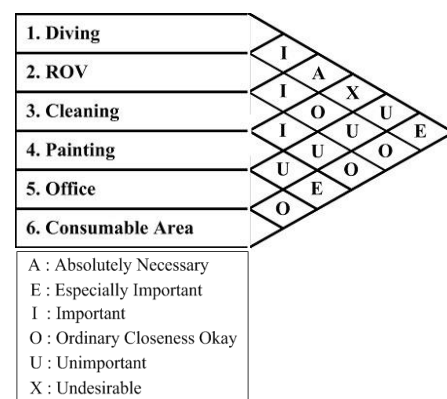 1. Diving
I
2. ROV A
I X
3. Cleaning O U
I U E
4. Painting U O
U O
5. Office E
O
6. Consumable Area
A : Absolutely Necessary
E : Especially Important
I : Important
O : Ordinary Closeness Okay
U : Unimportant
X : Undesirable